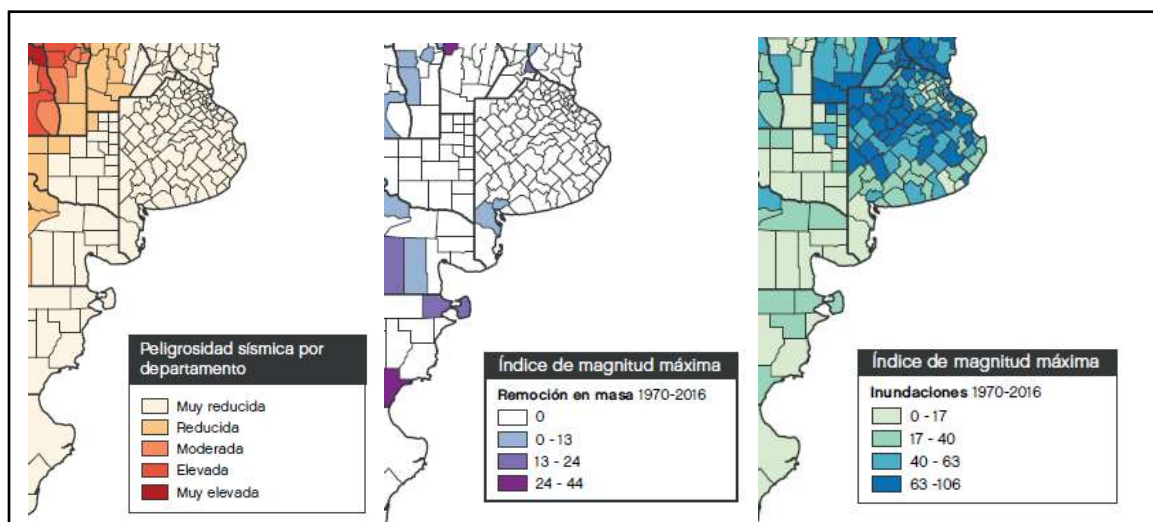 Peligrosidad sísmica por
departamento
Muy reducida
Reducida
Moderada
Elevada
Muy elevada
Índice de magnitud máxima
Remoción en masa 1970-2016
0
0 - 13
13 - 24
24 - 44
Índice de magnitud máxima
Inundaciones 1970-2016
0 - 17
17 - 40
40 - 63
63 -106